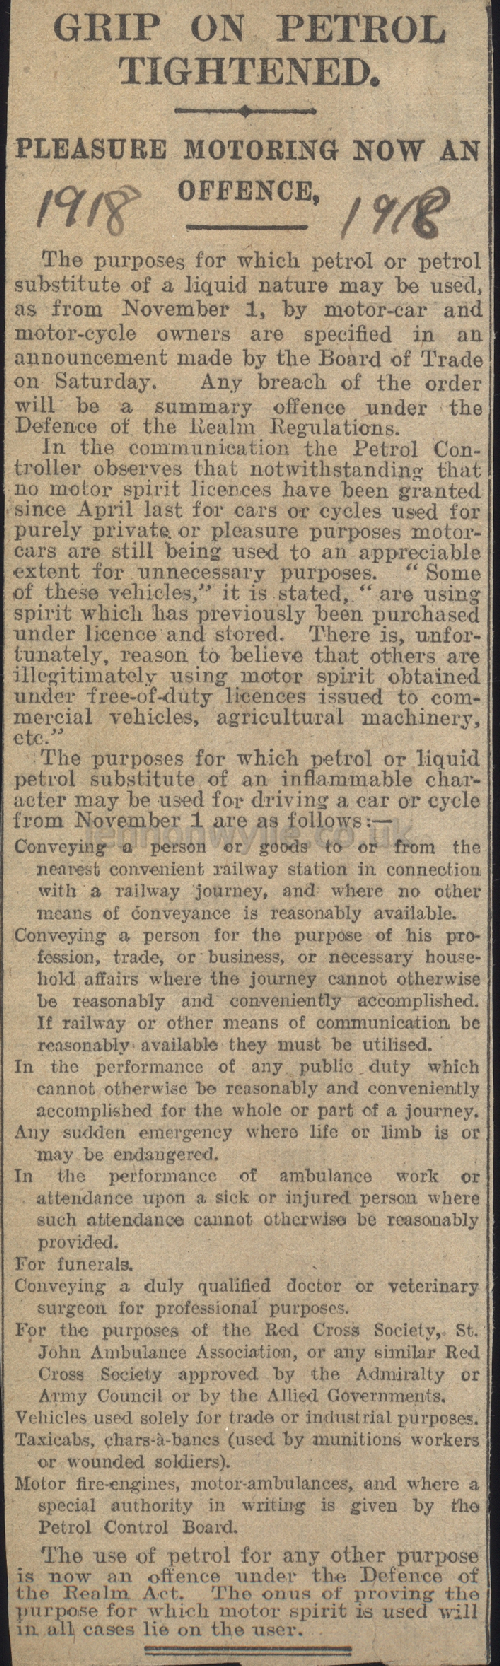 GRIP ON PETROL
TIGHTENED.
PLEASURE MOTORING NOW AN
OFFENCE,
1918 1918
The purposes for which petrol or petrol
substitute of a liquid nature may be used,
as from November 1, by motor-car and
motor-cycle owners are specified in an
announcement made by the Board of Trade
on Saturday. Any breach of the order
will be a summary offence under the
Defence of the Realm Regulations.
In the communication the Petrol Con-
troller observes that notwithstanding that
no motor spirit licences have been granted
since April last for cars or cycles used for
purely private or pleasure purposes motor-
cars are still being used to an appreciable
extent for unnecessary purposes. "Some
of these vehicles," it is stated, "are using
spirit which has previously been purchased
under licence and stored. There is, unfor-
tunately, reason to believe that others are
illegitimately using motor spirit obtained
under free-of-duty licences issued to com-
mercial vehicles, agricultural machinery,
etc."
The purposes for which petrol or liquid
petrol substitute of an inflammable char-
acter may be used for driving a car or cycle
from November 1 are as follows:—
lennonwylie.co.uk
Conveying a person or goods to or from the
nearest convenient railway station in connection
with a railway journey, and where no other
means of conveyance is reasonably available.
Conveying a person for the purpose of his pro-
fession, trade, or business, or necessary house-
hold affairs where the journey cannot otherwise
be reasonably and conveniently accomplished.
If railway or other means of communication be
reasonably available they must be utilised.
In the performance of any public duty which
cannot otherwise be reasonably and conveniently
accomplished for the whole or part of a journey.
Any sudden emergency where life or limb is or
may be endangered.
In the performance of ambulance work or
attendance upon a sick or injured person where
such attendance cannot otherwise be reasonably
provided.
For funerals.
Conveying a duly qualified doctor or veterinary
surgeon for professional purposes.
For the purposes of the Red Cross Society, St.
John Ambulance Association, or any similar Red
Cross Society approved by the Admiralty or
Army Council or by the Allied Governments.
Vehicles used solely for trade or industrial purposes.
Taxicabs, chars-à-bancs (used by munitions workers
or wounded soldiers).
Motor fire-engines, motor-ambulances, and where a
special authority in writing is given by the
Petrol Control Board.
The use of petrol for any other purpose
is now an offence under the Defence of
the Realm Act. The onus of proving the
purpose for which motor spirit is used will
in all cases lie on the user.